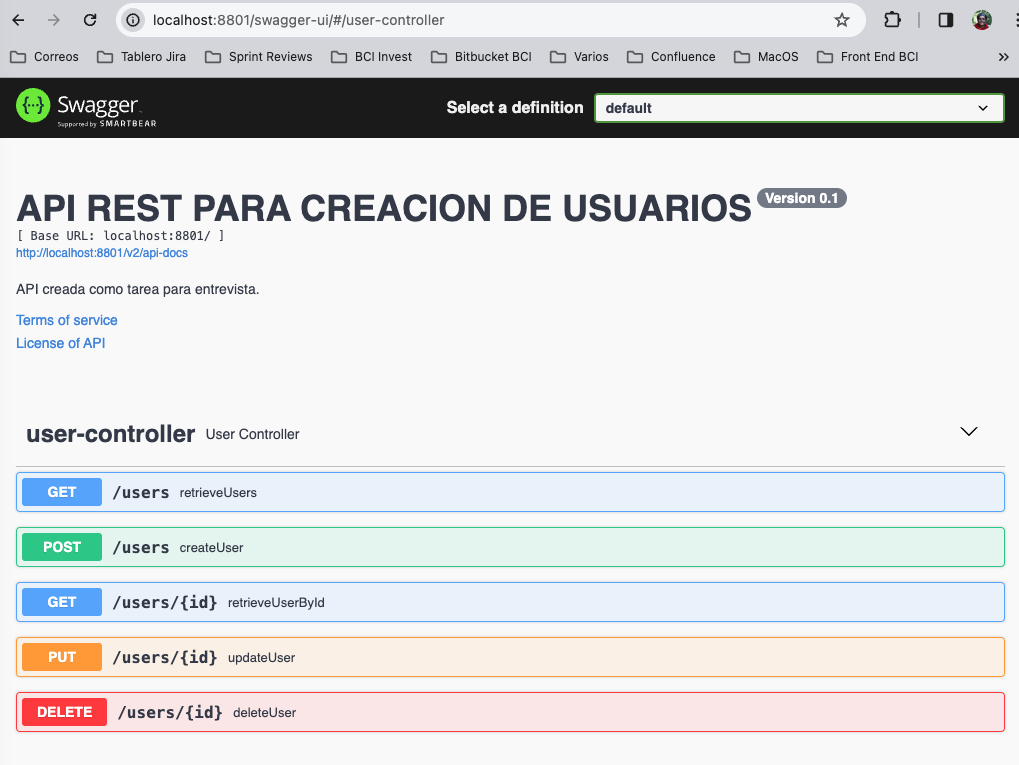 localhost:8801/swagger-ui/#/user-controller
Correos Tablero Jira Sprint Reviews BCI Invest Bitbucket BCI Varios Confluence MacOS Front End BCI »
{···} Swagger™
Supported by SMARTBEAR
Select a definition default
API REST PARA CREACION DE USUARIOS Version 0.1
[ Base URL: localhost:8801/ ]
http://localhost:8801/v2/api-docs
API creada como tarea para entrevista.
Terms of service
License of API
user-controller User Controller
GET /users retrieveUsers
POST /users createUser
GET /users/{id} retrieveUserById
PUT /users/{id} updateUser
DELETE /users/{id} deleteUser